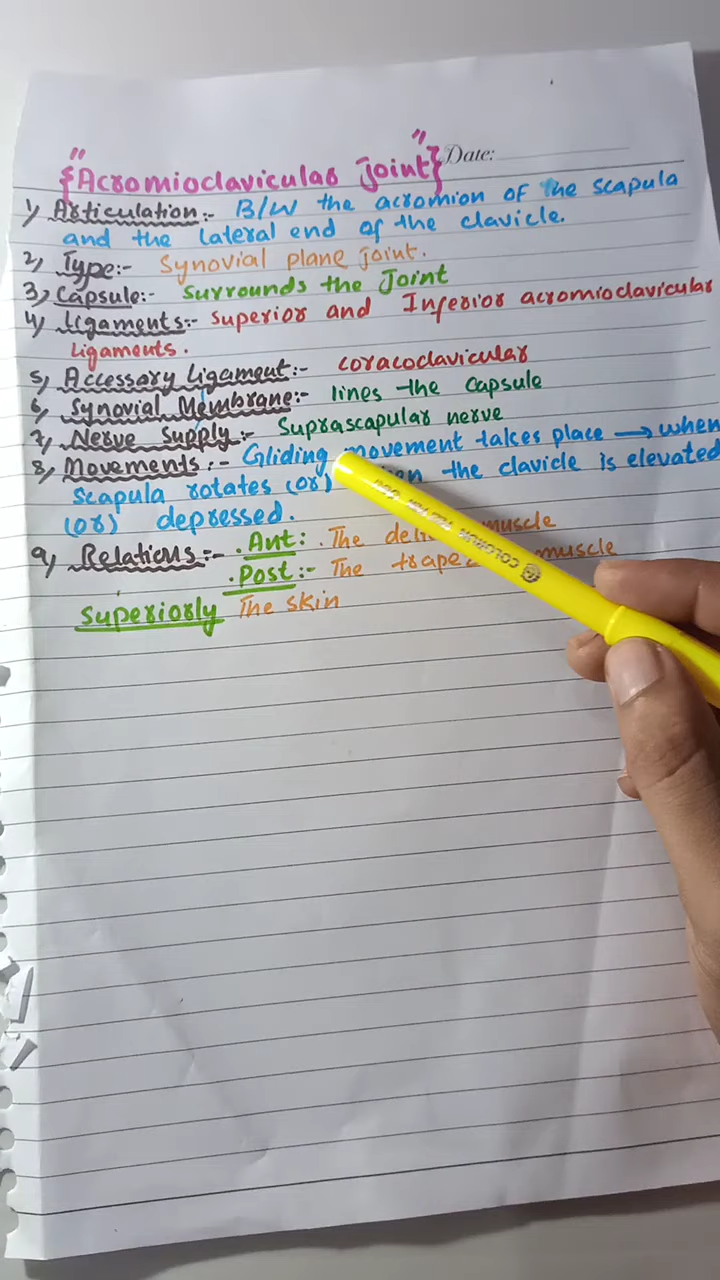 "{Acromioclavicular joint"}
Date:
1) Articulation:- B/W the acromion of the scapula
and the lateral end of the clavicle.
2) Type:- Synovial plane joint.
3) Capsule:- Surrounds the Joint
4) Ligaments:- Superior and Inferior acromioclavicular
Ligaments.
5) Accessory Ligament:- coracoclavicular
6) Synovial Membrane:- lines the capsule
7) Nerve Supply:- Suprascapular nerve
8) Movements:- Gliding movement takes place → when
Scapula rotates (or) the clavicle is elevated
(or) depressed.
9) Relations:- .Ant: .The muscle
.Post:- The muscle
Superiorly The skin
COLORUN